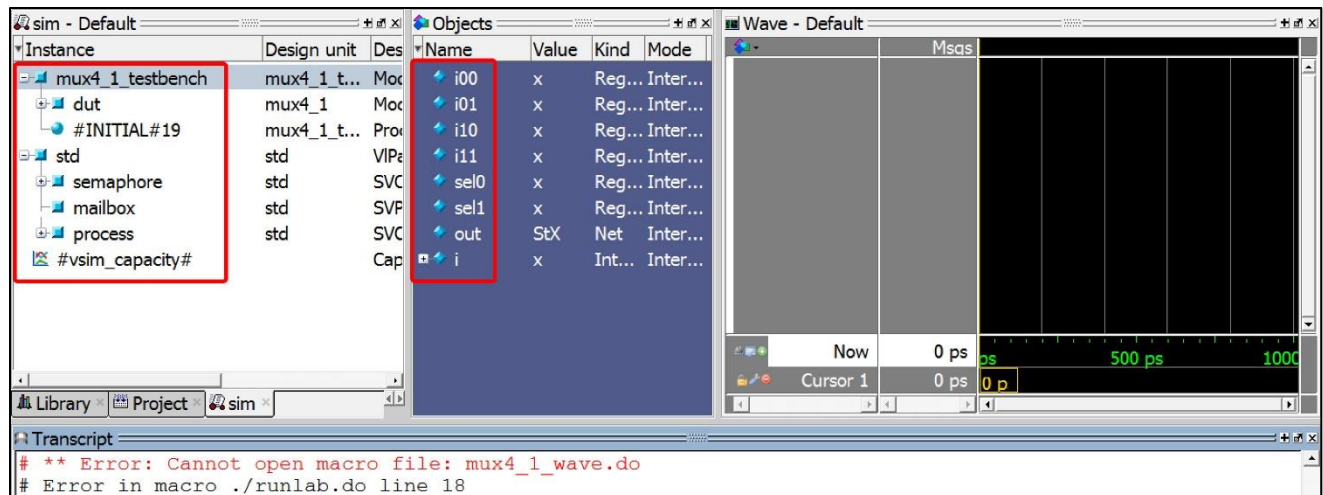 sim - Default
Instance Design unit Des
mux4_1_testbench mux4_1_t... Mod
dut mux4_1 Mod
#INITIAL#19 mux4_1_t... Proc
std std VlPa
semaphore std SVC
mailbox std SVP
process std SVC
#vsim_capacity# Cap
Library Project sim
Objects
Name Value Kind Mode
i00 x Reg... Inter...
i01 x Reg... Inter...
i10 x Reg... Inter...
i11 x Reg... Inter...
sel0 x Reg... Inter...
sel1 x Reg... Inter...
out StX Net Inter...
i x Int... Inter...
Wave - Default
Msgs
Now 0 ps ps 500 ps 1000
Cursor 1 0 ps 0 p
Transcript
# ** Error: Cannot open macro file: mux4_1_wave.do
# Error in macro ./runlab.do line 18